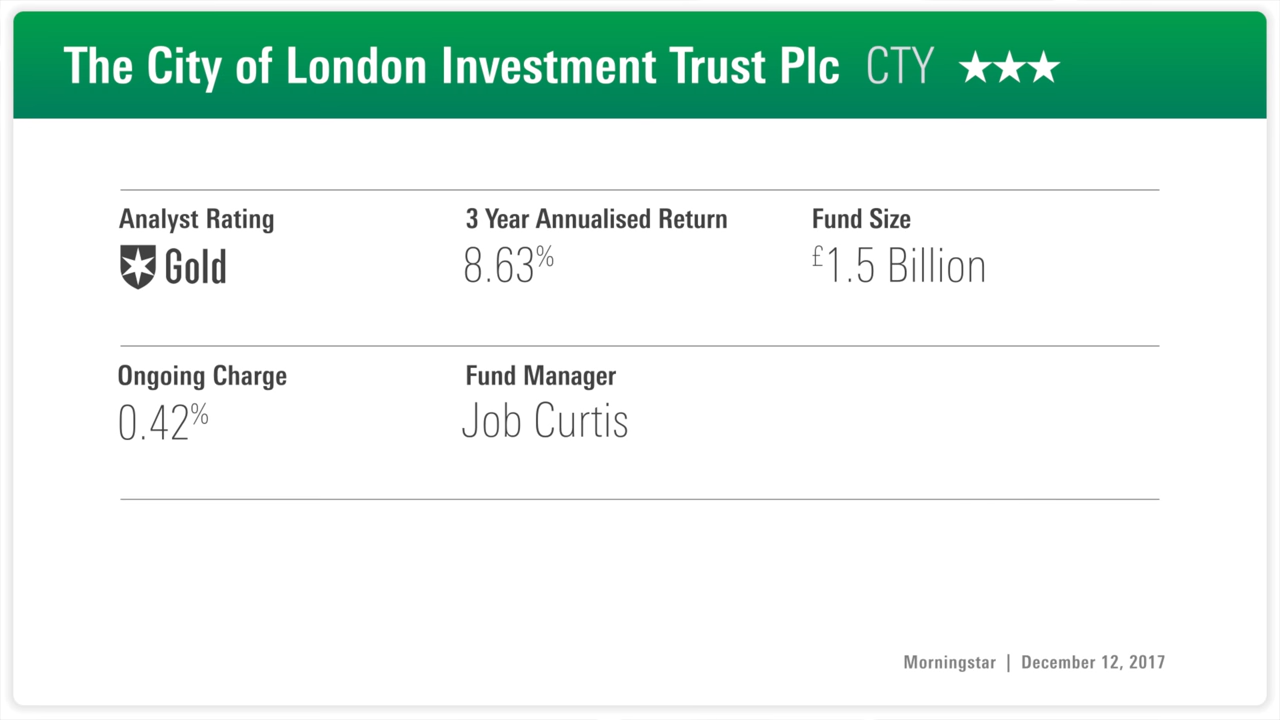 The City of London Investment Trust Plc CTY ★★★
Analyst Rating 3 Year Annualised Return Fund Size
Gold 8.63% £1.5 Billion
Ongoing Charge Fund Manager
0.42% Job Curtis
Morningstar | December 12, 2017